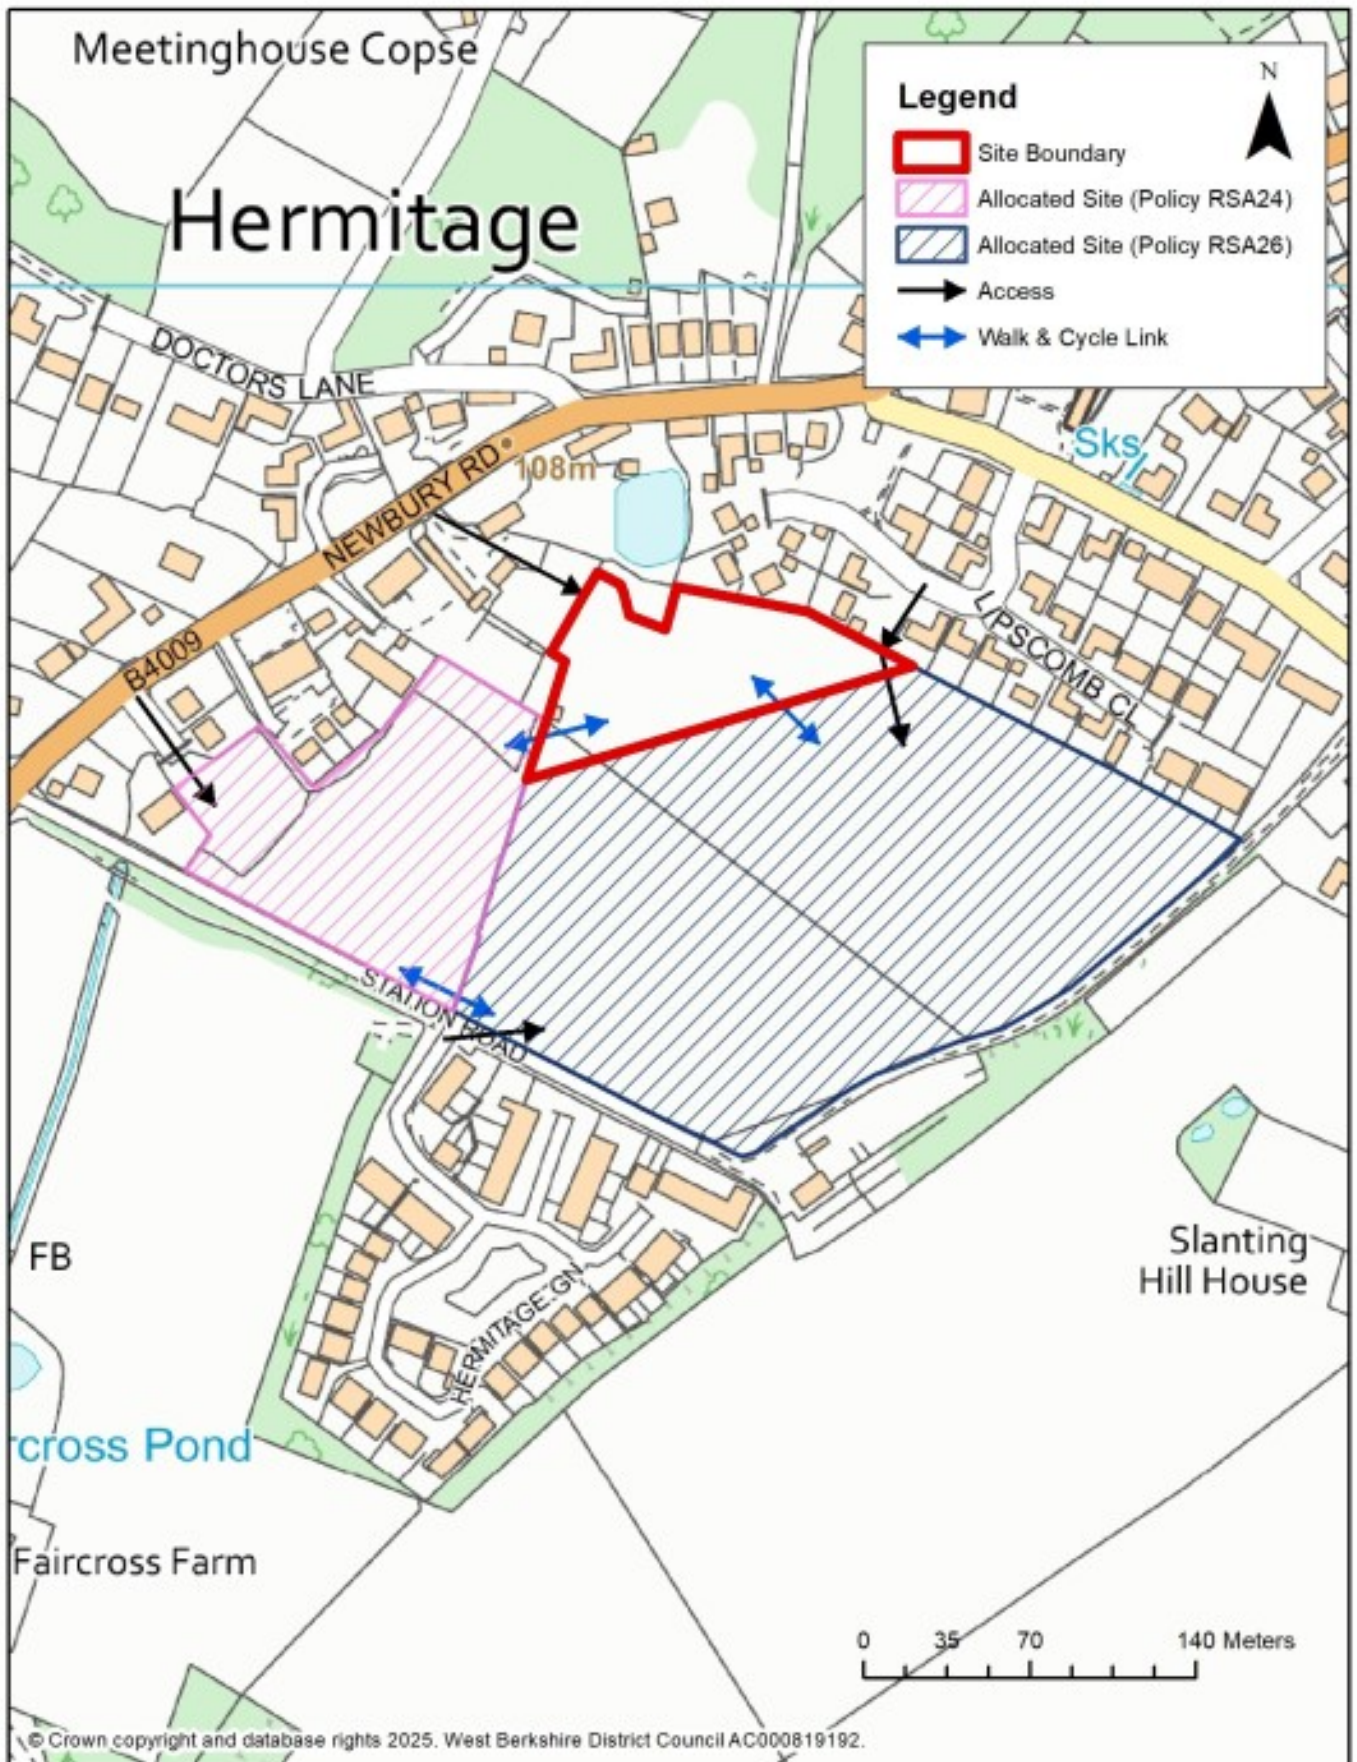 Meetinghouse Copse
N
Legend
Site Boundary
Allocated Site (Policy RSA24)
Allocated Site (Policy RSA26)
Access
Walk & Cycle Link
Hermitage
DOCTORS LANE
NEWBURY RD
108m
Sks
B4009
LIPSCOMB CL
STATION ROAD
FB
Slanting
Hill House
HERMITAGE GN
rcross Pond
Faircross Farm
0 35 70 140 Meters
© Crown copyright and database rights 2025. West Berkshire District Council AC000819192.